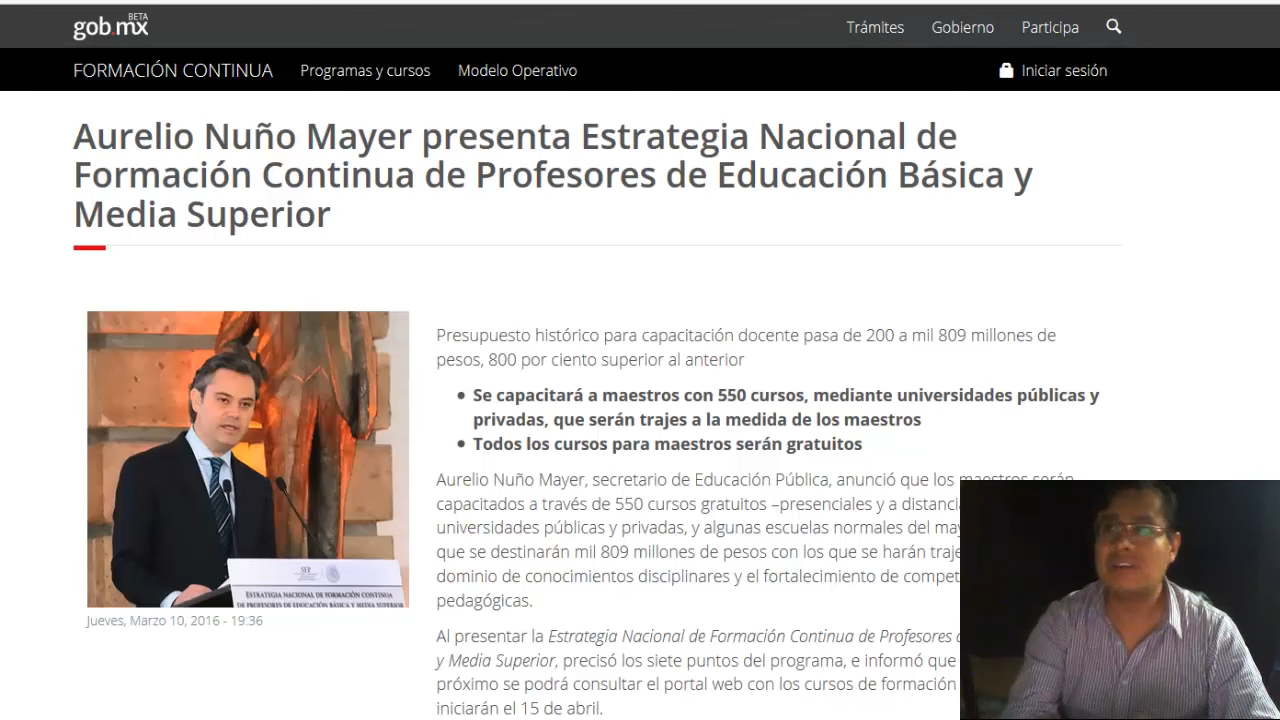 gob.mx BETA
Trámites Gobierno Participa
FORMACIÓN CONTINUA Programas y cursos Modelo Operativo Iniciar sesión
Aurelio Nuño Mayer presenta Estrategia Nacional de
Formación Continua de Profesores de Educación Básica y
Media Superior
Presupuesto histórico para capacitación docente pasa de 200 a mil 809 millones de
pesos, 800 por ciento superior al anterior
Se capacitará a maestros con 550 cursos, mediante universidades públicas y
privadas, que serán trajes a la medida de los maestros
Todos los cursos para maestros serán gratuitos
Aurelio Nuño Mayer, secretario de Educación Pública, anunció que los maestros serán
capacitados a través de 550 cursos gratuitos –presenciales y a distancia
universidades públicas y privadas, y algunas escuelas normales del
que se destinarán mil 809 millones de pesos con los que se harán
dominio de conocimientos disciplinares y el fortalecimiento de
pedagógicas.
Al presentar la Estrategia Nacional de Formación Continua de Profesores
y Media Superior, precisó los siete puntos del programa, e informó que
próximo se podrá consultar el portal web con los cursos de formación
iniciarán el 15 de abril.
SEP
ESTRATEGIA NACIONAL DE FORMACIÓN CONTINUA
DE PROFESORES DE EDUCACIÓN BÁSICA Y MEDIA SUPERIOR
Jueves, Marzo 10, 2016 - 19:36